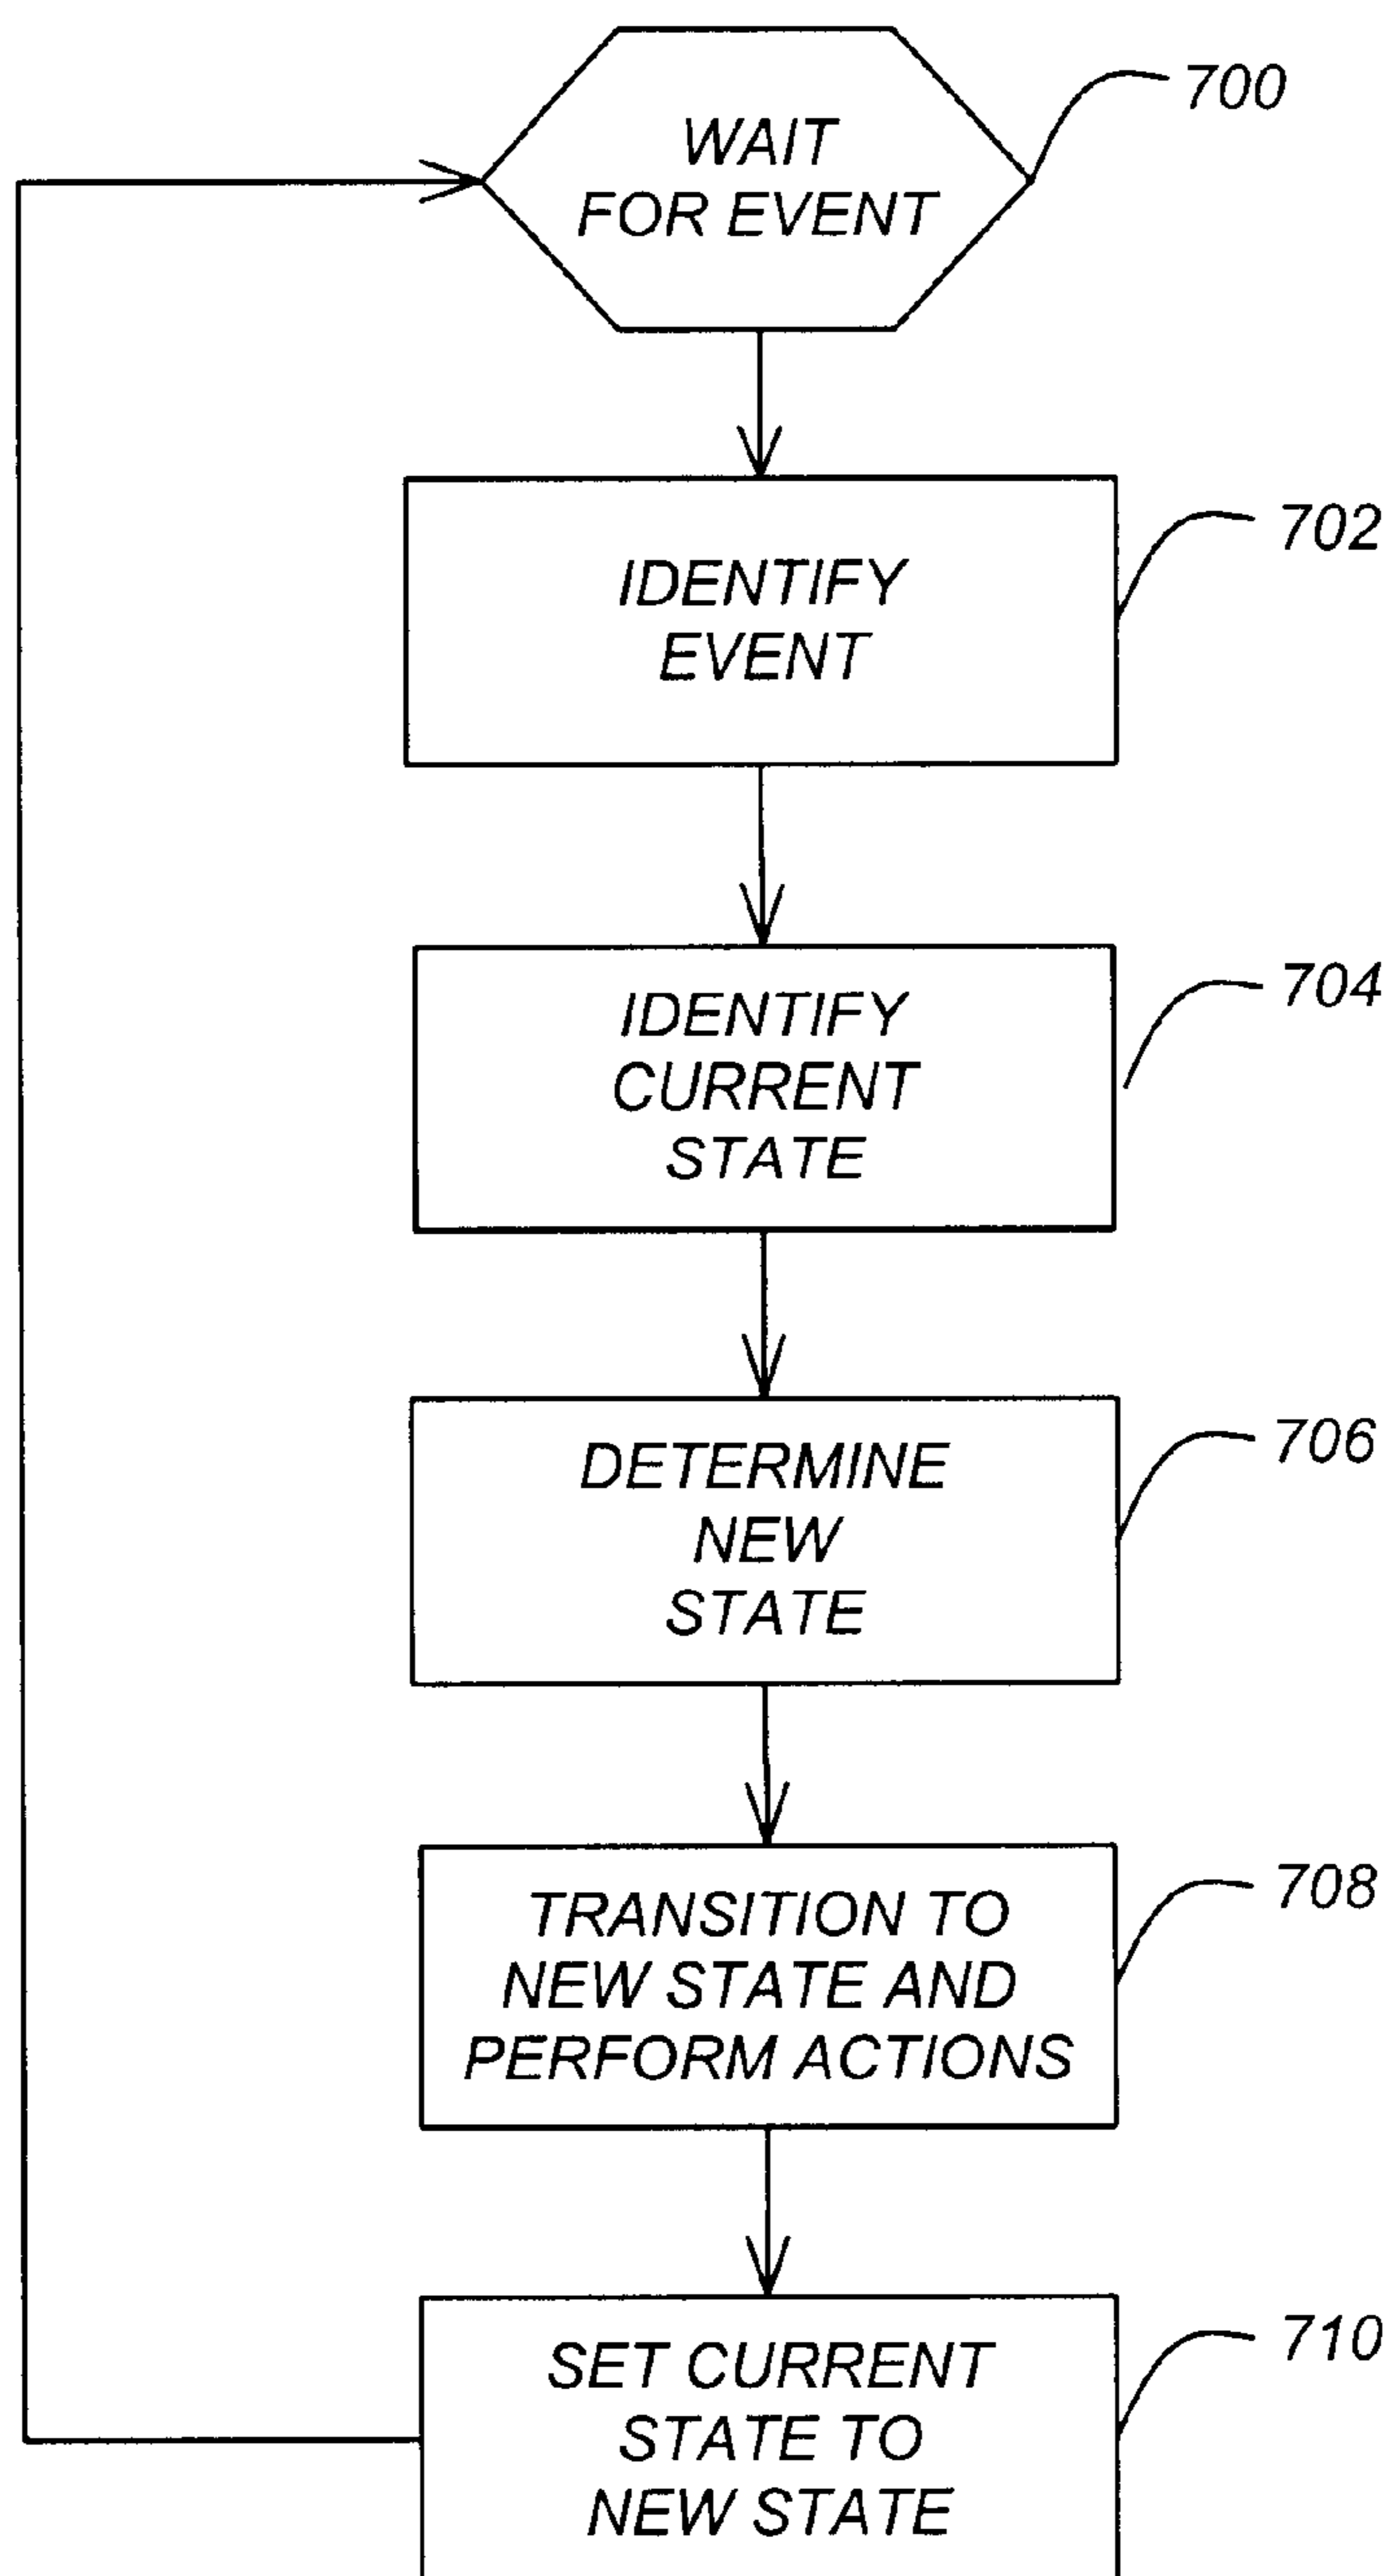 700
WAIT
FOR EVENT
702
IDENTIFY
EVENT
704
IDENTIFY
CURRENT
STATE
706
DETERMINE
NEW
STATE
708
TRANSITION TO
NEW STATE AND
PERFORM ACTIONS
710
SET CURRENT
STATE TO
NEW STATE